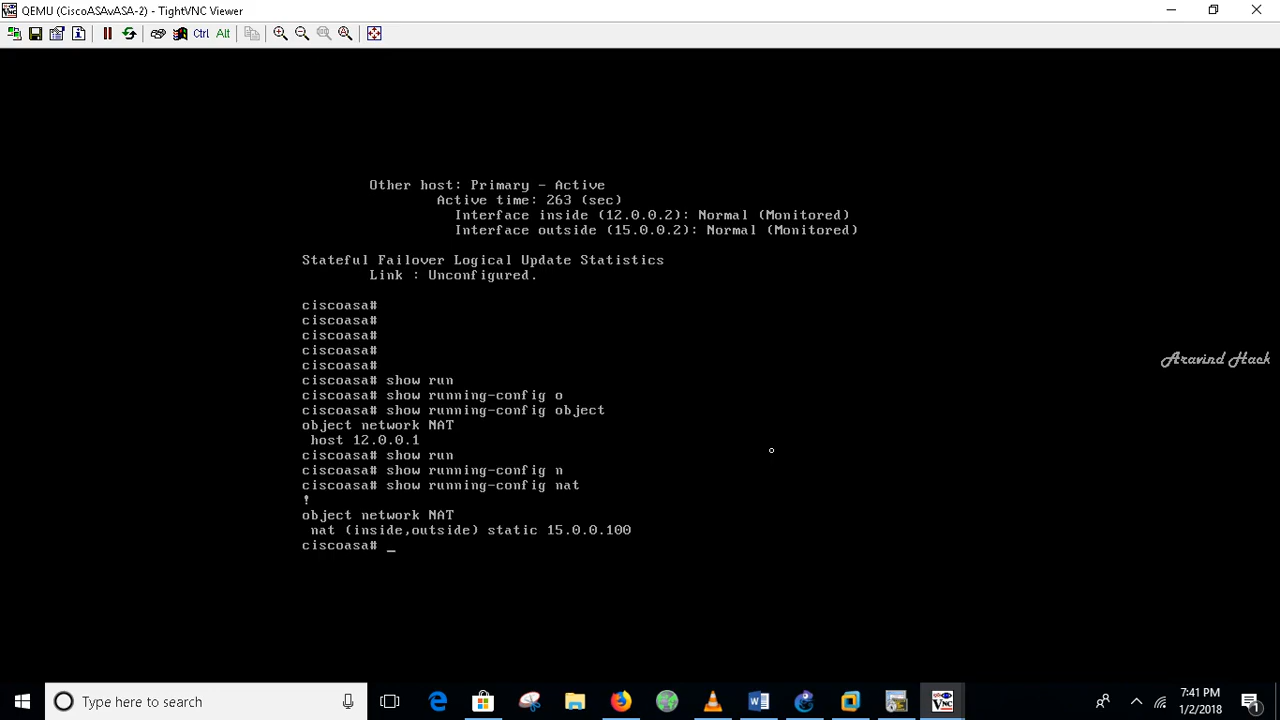 QEMU (CiscoASAvASA-2) - TightVNC Viewer
Ctrl Alt
Other host: Primary - Active
Active time: 263 (sec)
Interface inside (12.0.0.2): Normal (Monitored)
Interface outside (15.0.0.2): Normal (Monitored)
Stateful Failover Logical Update Statistics
Link : Unconfigured.
ciscoasa#
ciscoasa#
ciscoasa#
ciscoasa#
ciscoasa#
ciscoasa# show run
ciscoasa# show running-config o
ciscoasa# show running-config object
object network NAT
host 12.0.0.1
ciscoasa# show run
ciscoasa# show running-config n
ciscoasa# show running-config nat
!
object network NAT
nat (inside,outside) static 15.0.0.100
ciscoasa# _
Aravind Hack
Type here to search
7:41 PM
1/2/2018